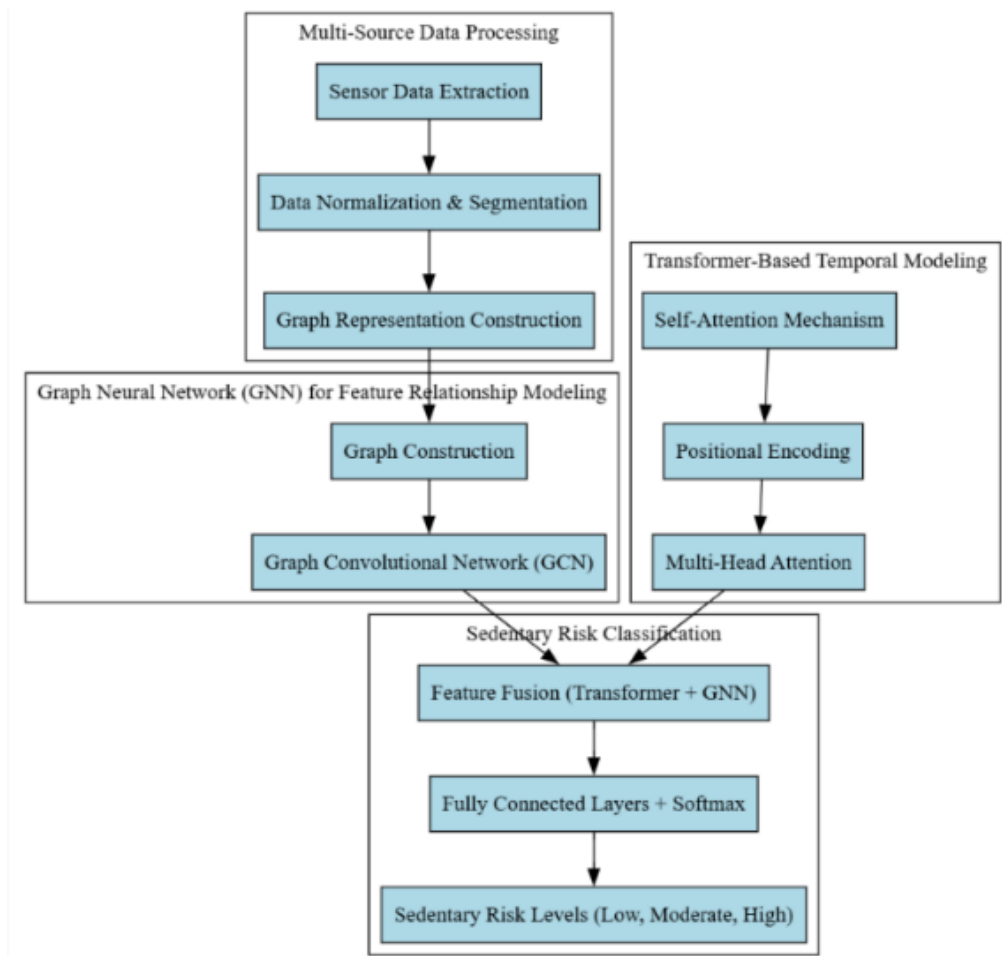 Multi-Source Data Processing
Sensor Data Extraction
Data Normalization & Segmentation
Graph Representation Construction
Transformer-Based Temporal Modeling
Self-Attention Mechanism
Positional Encoding
Multi-Head Attention
Graph Neural Network (GNN) for Feature Relationship Modeling
Graph Construction
Graph Convolutional Network (GCN)
Sedentary Risk Classification
Feature Fusion (Transformer + GNN)
Fully Connected Layers + Softmax
Sedentary Risk Levels (Low, Moderate, High)